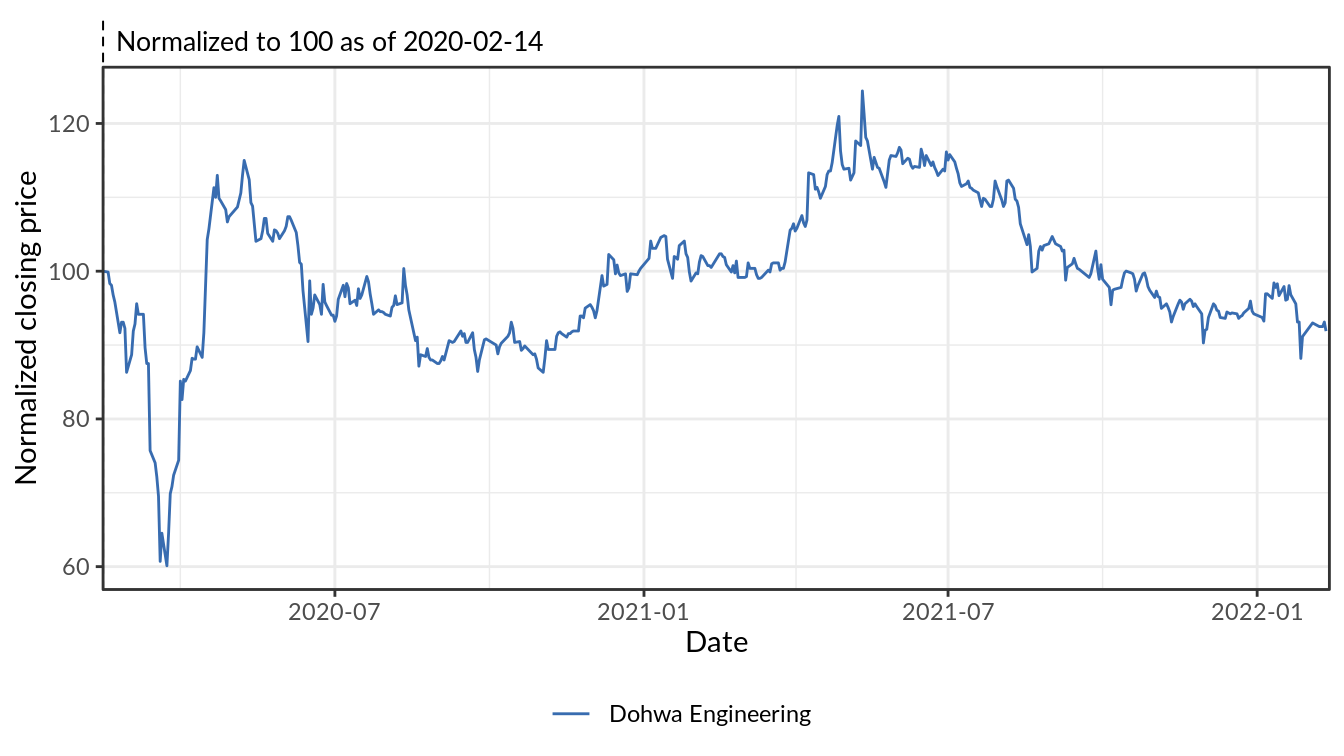 Normalized to 100 as of 2020-02-14
Normalized closing price
120
100
80
60
2020-07
2021-01
2021-07
2022-01
Date
Dohwa Engineering